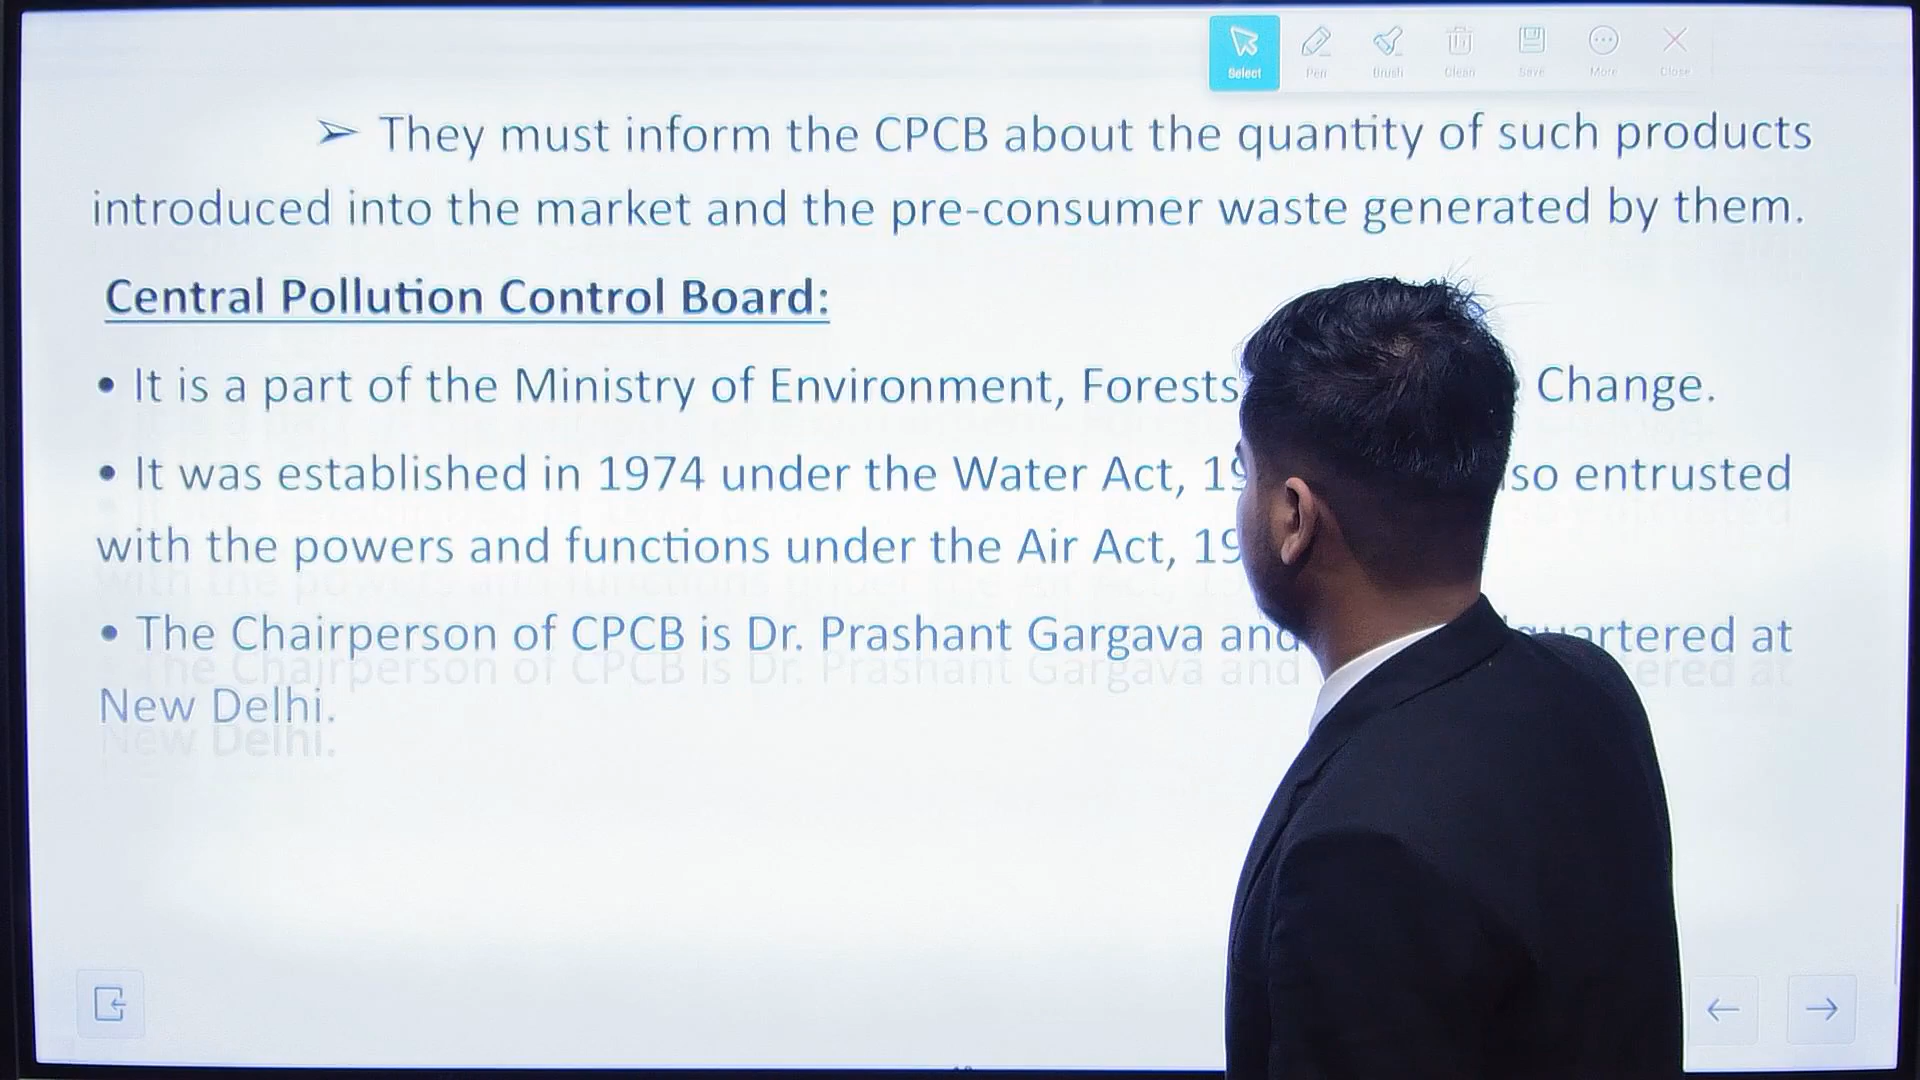 Select Pen Brush Clean Save More Close
➢ They must inform the CPCB about the quantity of such products
introduced into the market and the pre-consumer waste generated by them.
Central Pollution Control Board:
• It is a part of the Ministry of Environment, Forests Change.
• It was established in 1974 under the Water Act, so entrusted
with the powers and functions under the Air Act,
• The Chairperson of CPCB is Dr. Prashant Gargava and at
New Delhi.